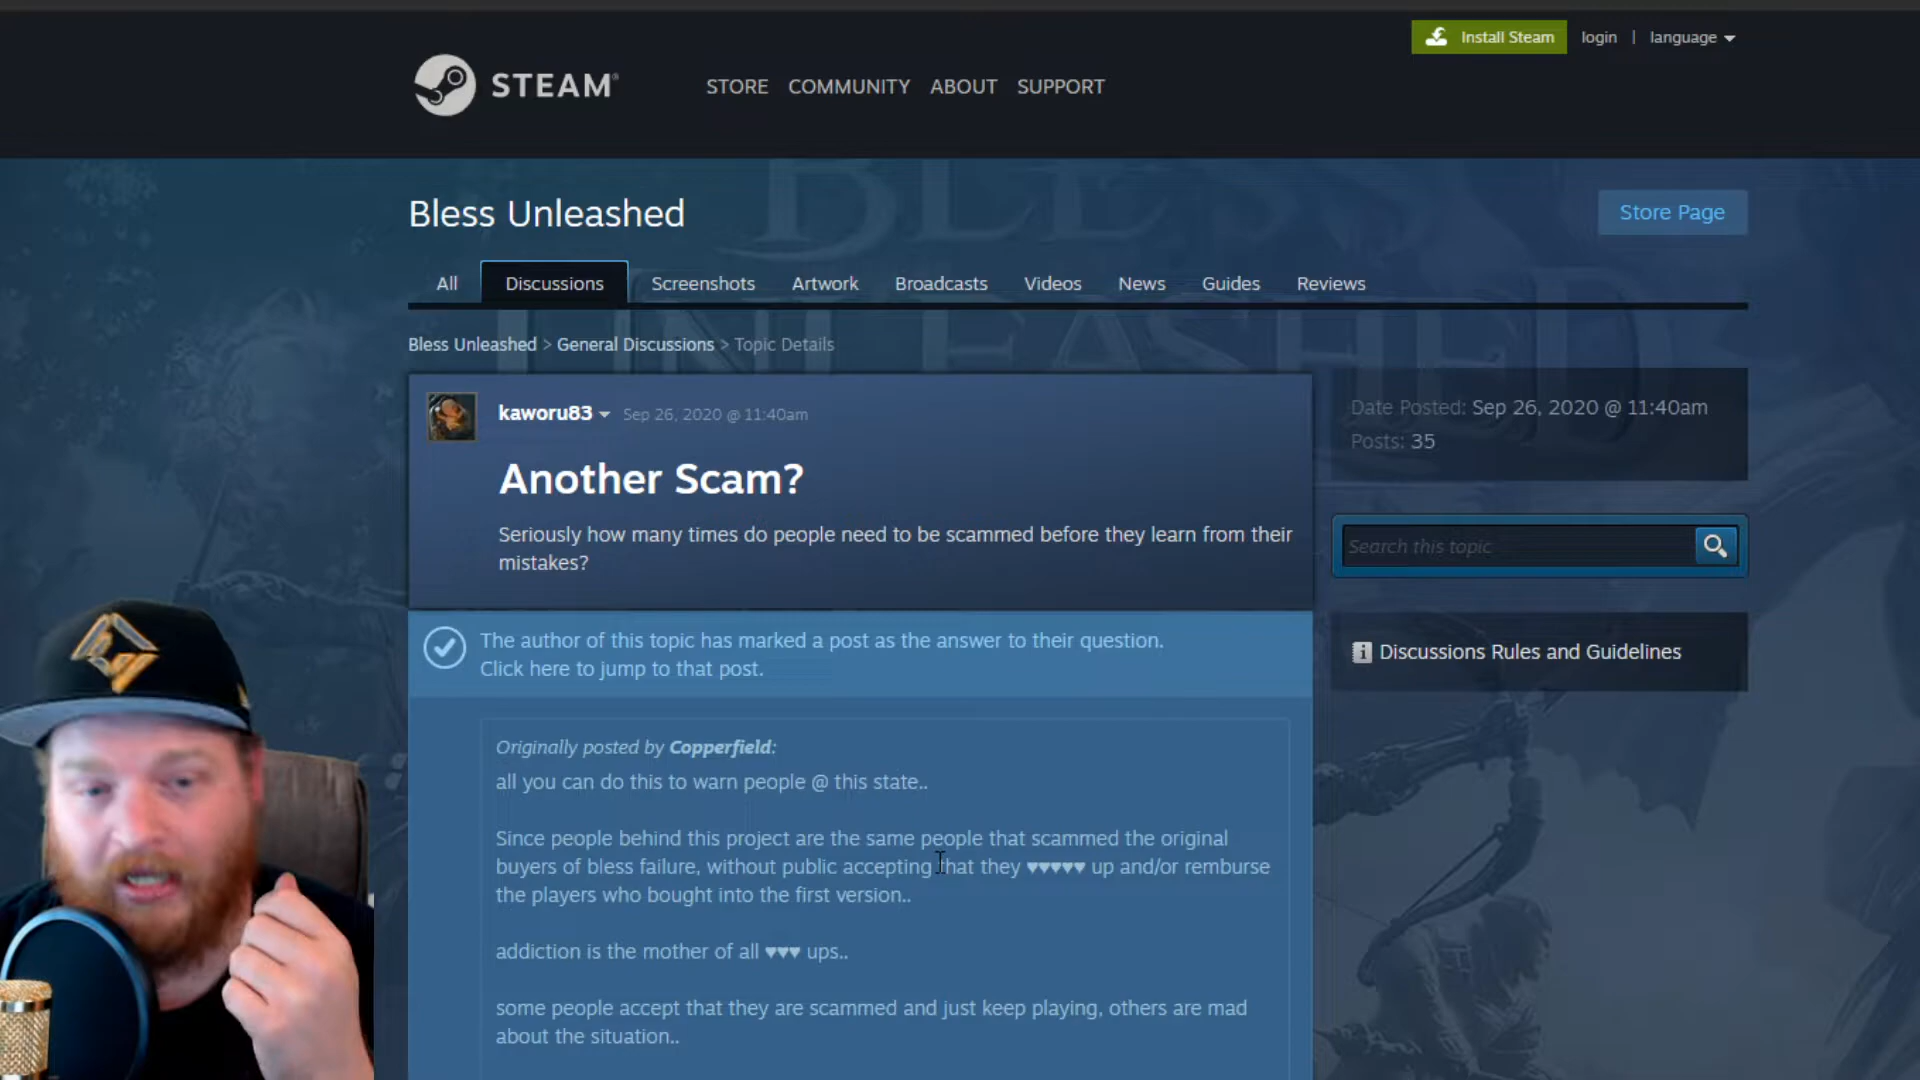 Install Steam login | language
STEAM®
STORE COMMUNITY ABOUT SUPPORT
BLESS
UNLEASHED
Bless Unleashed
Store Page
All Discussions Screenshots Artwork Broadcasts Videos News Guides Reviews
Bless Unleashed > General Discussions > Topic Details
kaworu83 Sep 26, 2020 @ 11:40am
Another Scam?
Seriously how many times do people need to be scammed before they learn from their
mistakes?
Date Posted: Sep 26, 2020 @ 11:40am
Posts: 35
Search this topic
Discussions Rules and Guidelines
The author of this topic has marked a post as the answer to their question.
Click here to jump to that post.
Originally posted by Copperfield:
all you can do this to warn people @ this state..
Since people behind this project are the same people that scammed the original
buyers of bless failure, without public accepting that they ♥♥♥♥♥ up and/or remburse
the players who bought into the first version..
addiction is the mother of all ♥♥♥ ups..
some people accept that they are scammed and just keep playing, others are mad
about the situation..